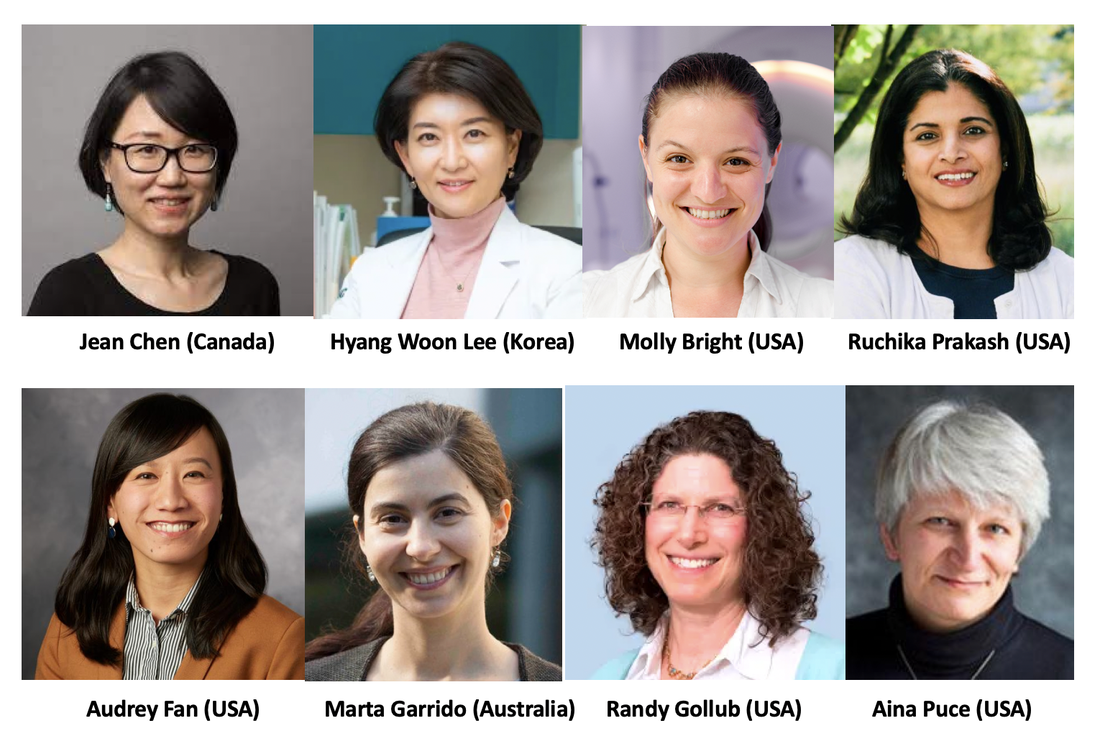 Jean Chen (Canada)
Hyang Woon Lee (Korea)
Molly Bright (USA)
Ruchika Prakash (USA)
Audrey Fan (USA)
Marta Garrido (Australia)
Randy Gollub (USA)
Aina Puce (USA)